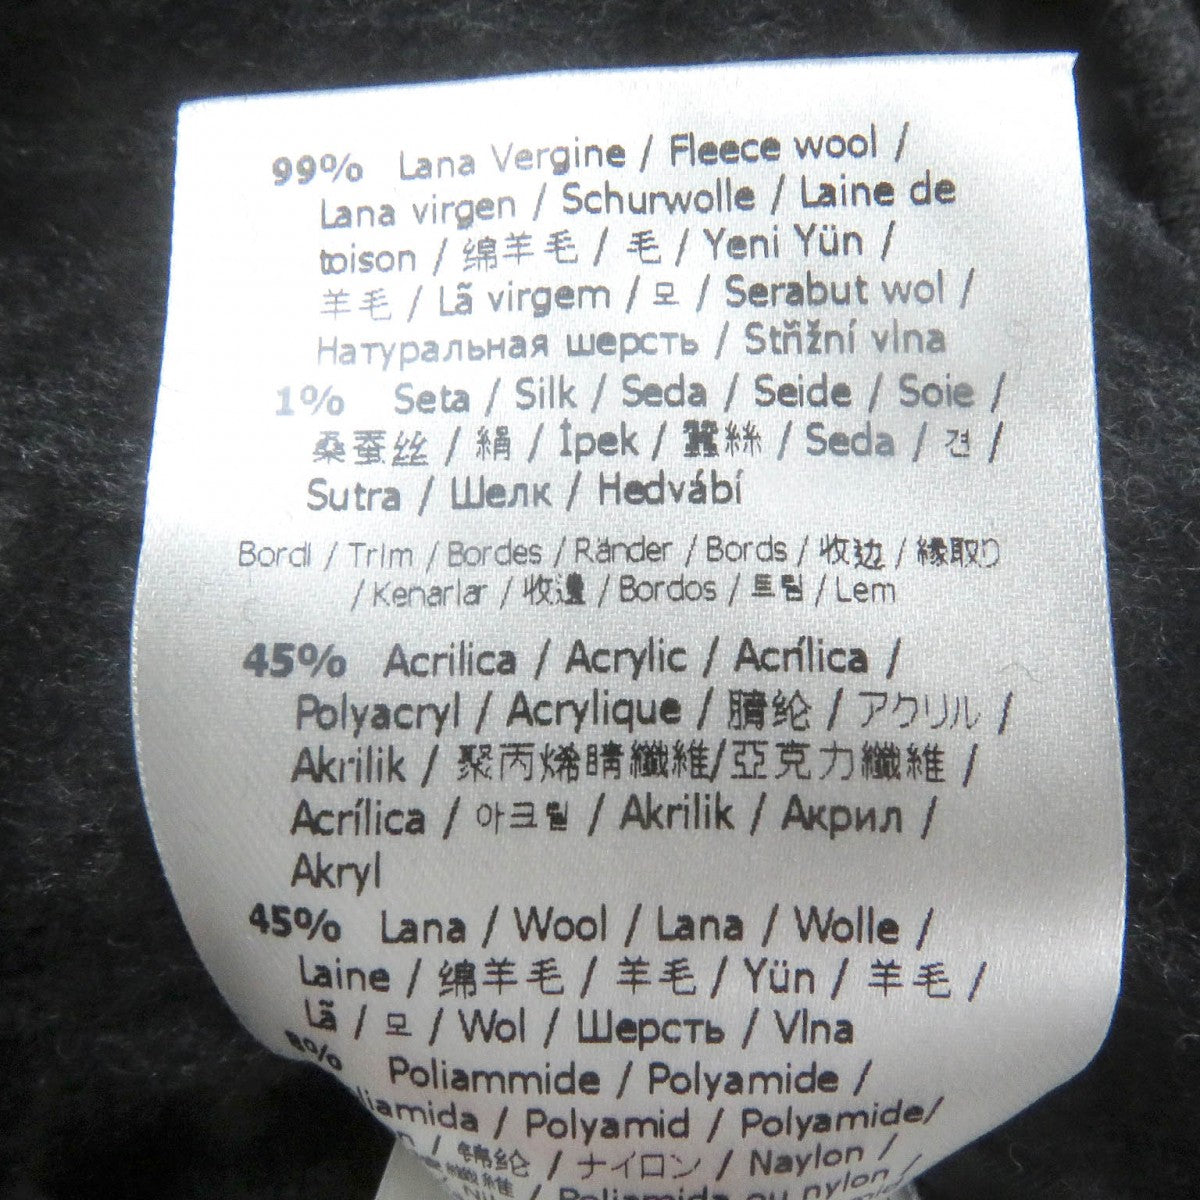 99% Lana Vergine / Fleece wool /
Lana virgen / Schurwolle / Laine de
toison / 绵羊毛 / 毛 / Yeni Yün /
羊毛 / Lã virgem / 모 / Serabut wol /
Натуральная шерсть / Stňžní vlna
1% Seta / Silk / Seda / Seide / Soie /
桑蚕丝 / 絹 / İpek / 蠶絲 / Seda / 견 /
Sutra / Шелк / Hedvábí
Bordi / Trim / Bordes / Ränder / Bords / 收边 / 縁取り
/ Kenarlar / 收邊 / Bordos / 트림 / Lem
45% Acrilica / Acrylic / Acrílica /
Polyacryl / Acrylique / 腈纶 / アクリル /
Akrilik / 聚丙烯腈纖維/亞克力纖維 /
Acrílica / 아크릴 / Akrilik / Акрил /
Akryl
45% Lana / Wool / Lana / Wolle /
Laine / 绵羊毛 / 羊毛 / Yün / 羊毛 /
Lã / 모 / Wol / Шерсть / Vlna
Poliammide / Polyamide /
/ Polyamid / Polyamide/
/ 锦纶 / ナイロン / Naylon /
Poliamida ou nylon /